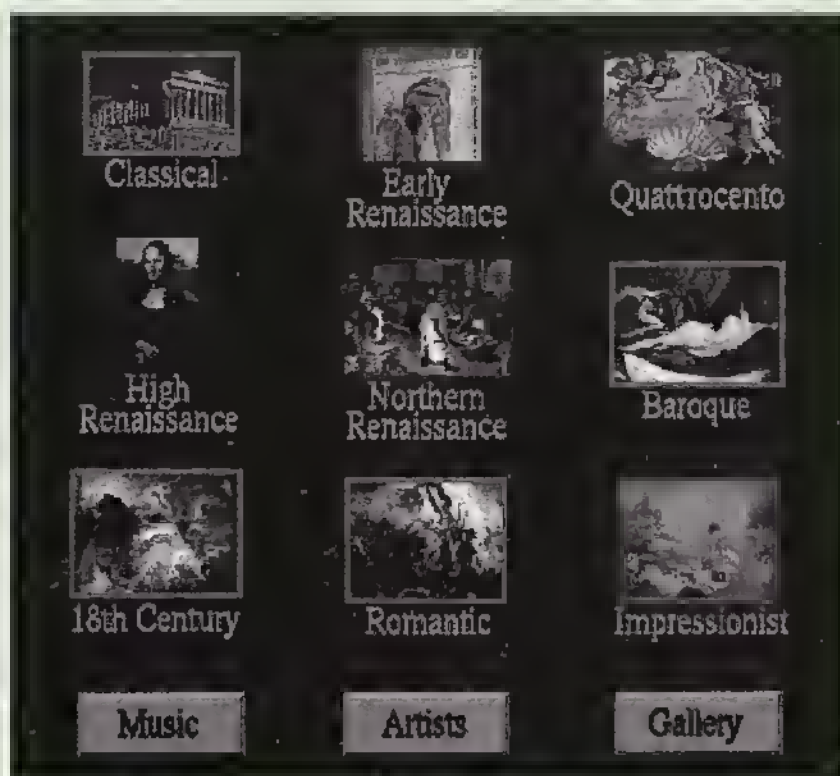 Classical
Early
Renaissance
Quattrocento
High
Renaissance
Northern
Renaissance
Baroque
18th Century
Romantic
Impressionist
Music
Artists
Gallery